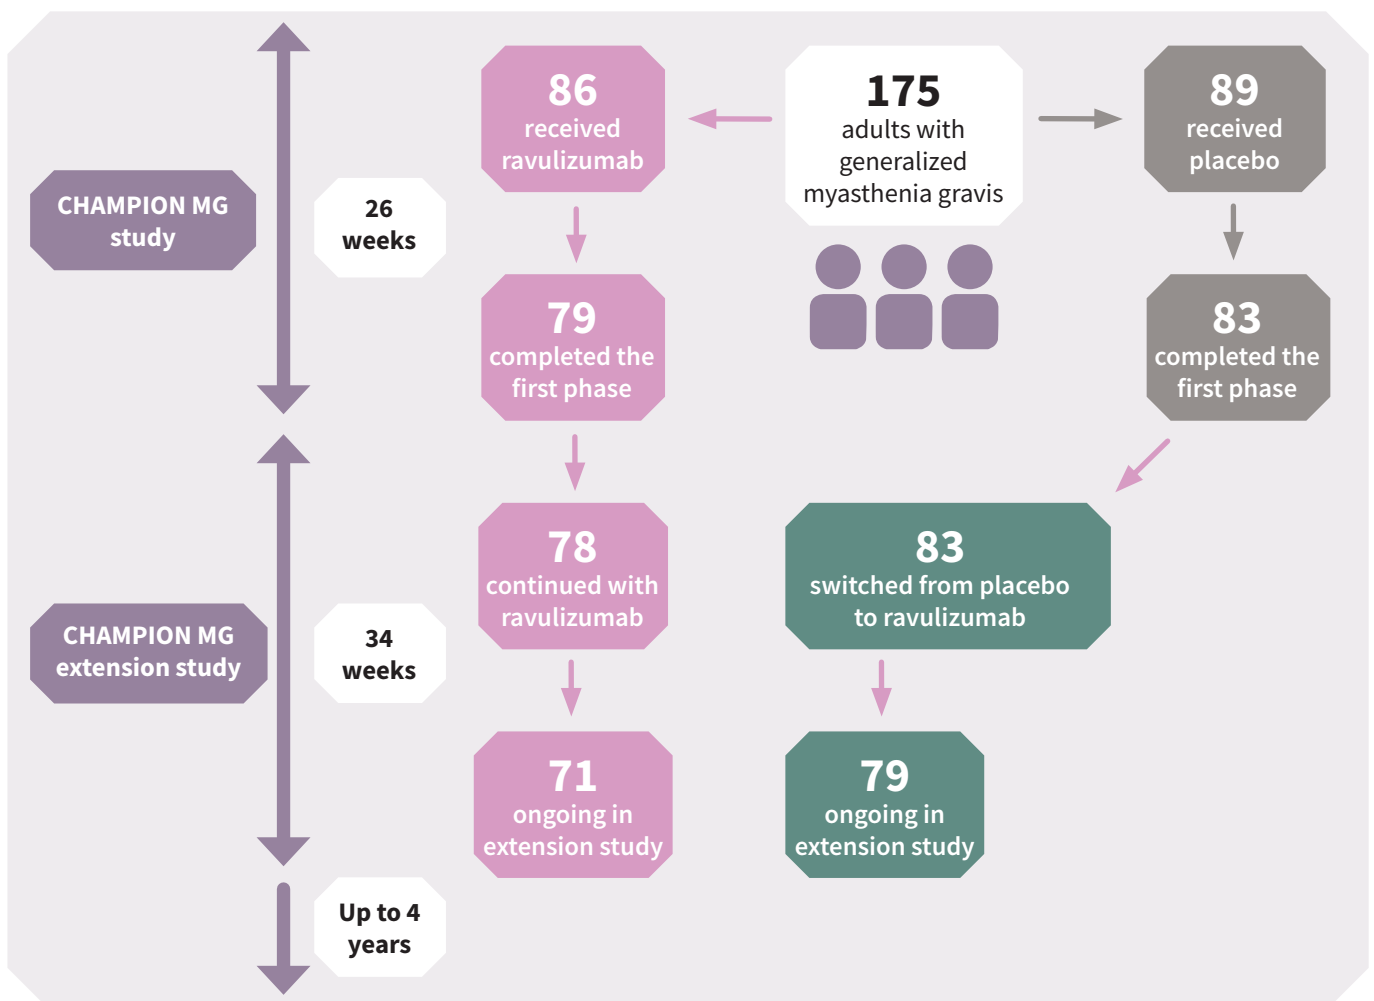 CHAMPION MG
study
26
weeks
86
received
ravulizumab
175
adults with
generalized
myasthenia gravis
89
received
placebo
79
completed the
first phase
83
completed the
first phase
CHAMPION MG
extension study
34
weeks
78
continued with
ravulizumab
83
switched from placebo
to ravulizumab
71
ongoing in
extension study
79
ongoing in
extension study
Up to 4
years